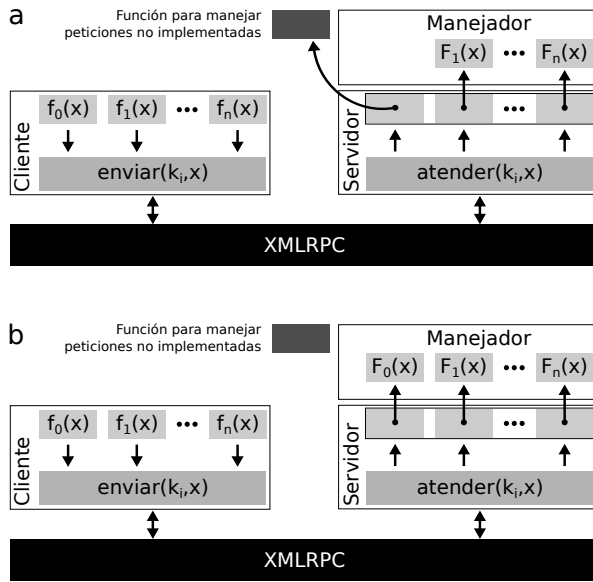 a
Función para manejar
peticiones no implementadas
Manejador
F1(x) ••• Fn(x)
Cliente
f0(x) f1(x) ••• fn(x)
enviar(ki,x)
Servidor
•••
atender(ki,x)
XMLRPC
b
Función para manejar
peticiones no implementadas
Manejador
F0(x) F1(x) ••• Fn(x)
Cliente
f0(x) f1(x) ••• fn(x)
enviar(ki,x)
Servidor
•••
atender(ki,x)
XMLRPC